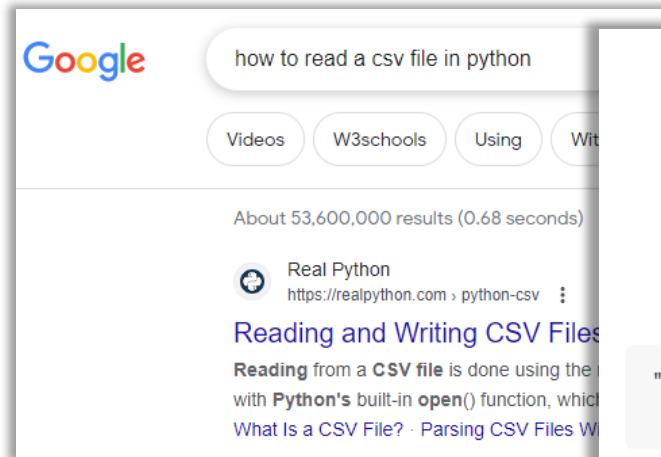 Google
how to read a csv file in python
Videos W3schools Using
About 53,600,000 results (0.68 seconds)
Real Python
https://realpython.com › python-csv
Reading and Writing CSV Files
Reading from a CSV file is done using the
with Python's built-in open() function,
What Is a CSV File? · Parsing CSV Files
"